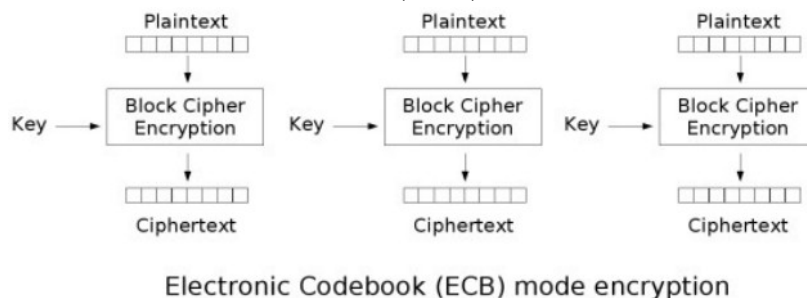 Plaintext Plaintext Plaintext
Key Block Cipher Encryption Key Block Cipher Encryption Key Block Cipher Encryption
Ciphertext Ciphertext Ciphertext
Electronic Codebook (ECB) mode encryption